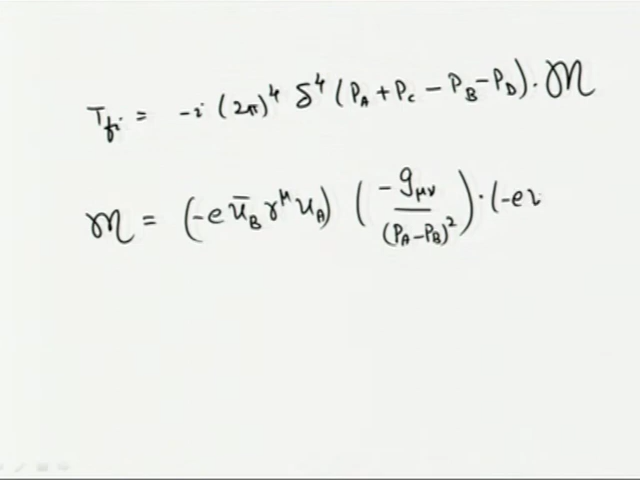 T_fi = -i (2π)^4 δ^4 (P_A + P_C - P_B - P_D) · M
M = (-e ū_B γ^μ u_A) (-g_μν / (P_A - P_B)^2) · (-e